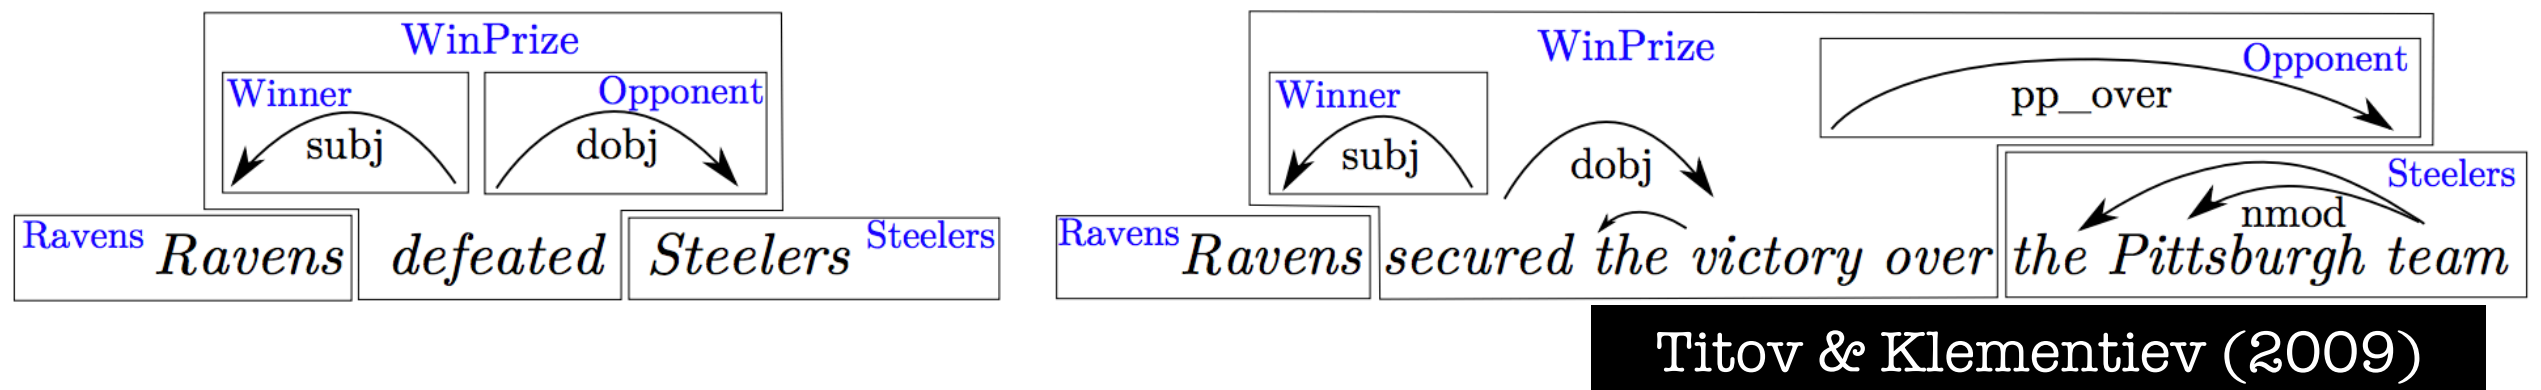 WinPrize
Winner Opponent
subj dobj
Ravens Ravens defeated Steelers Steelers
WinPrize
Opponent
Winner
pp_over
subj dobj
Steelers
nmod
Ravens Ravens secured the victory over the Pittsburgh team
Titov & Klementiev (2009)